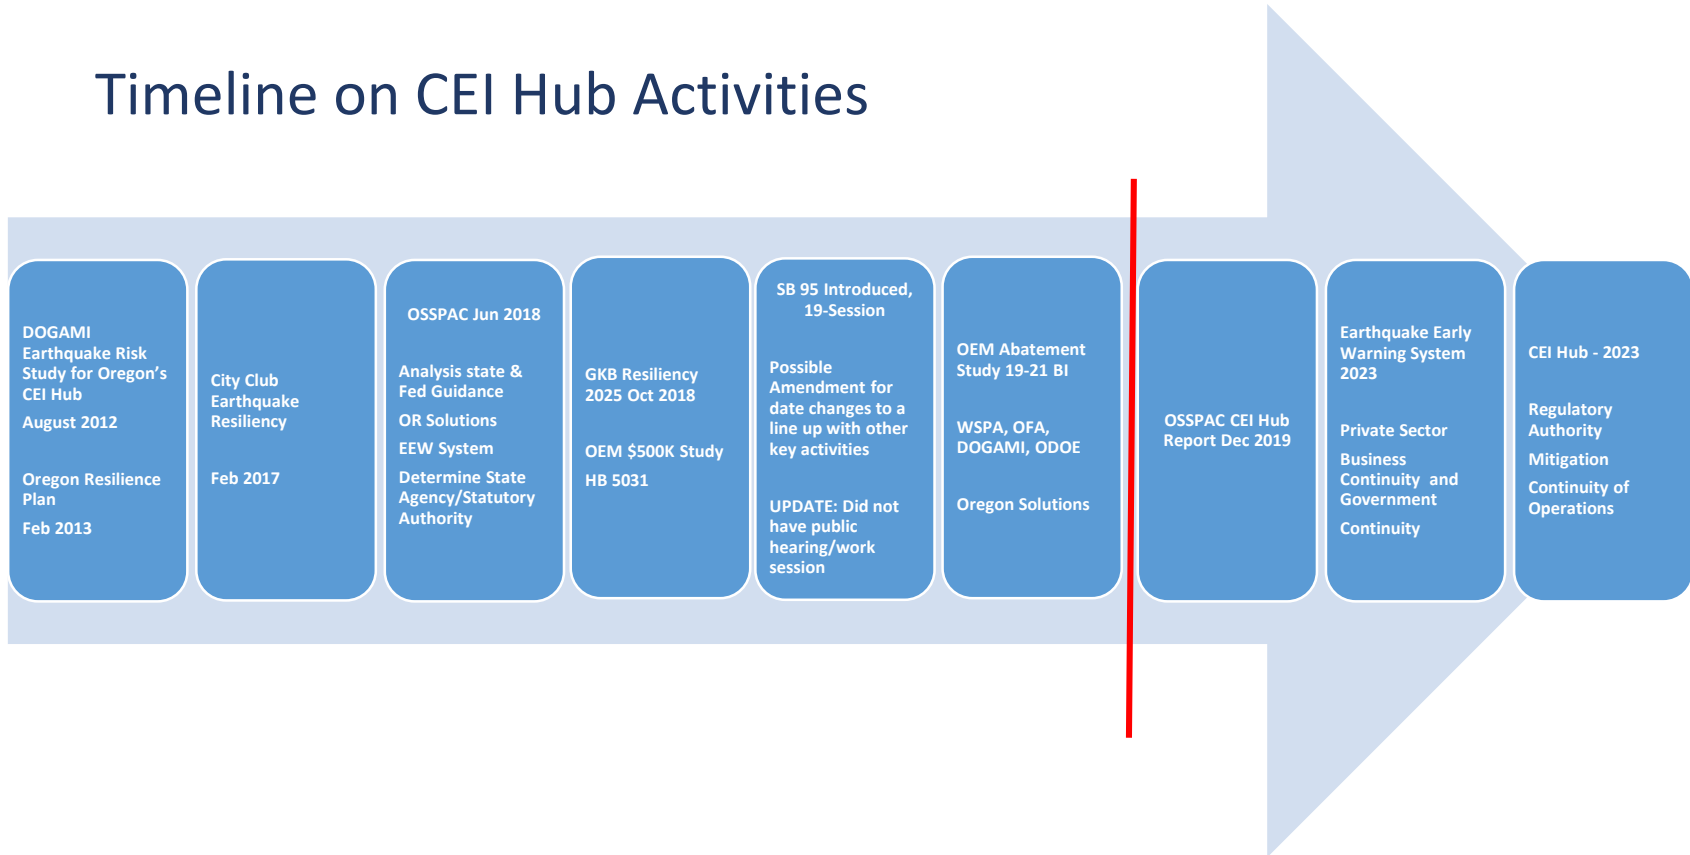 Timeline on CEI Hub Activities
DOGAMI
Earthquake Risk
Study for Oregon’s
CEI Hub
August 2012
Oregon Resilience
Plan
Feb 2013
City Club
Earthquake
Resiliency
Feb 2017
OSSPAC Jun 2018
Analysis state &
Fed Guidance
OR Solutions
EEW System
Determine State
Agency/Statutory
Authority
GKB Resiliency
2025 Oct 2018
OEM $500K Study
HB 5031
SB 95 Introduced,
19-Session
Possible
Amendment for
date changes to a
line up with other
key activities
UPDATE: Did not
have public
hearing/work
session
OEM Abatement
Study 19-21 BI
WSPA, OFA,
DOGAMI, ODOE
Oregon Solutions
OSSPAC CEI Hub
Report Dec 2019
Earthquake Early
Warning System
2023
Private Sector
Business
Continuity and
Government
Continuity
CEI Hub - 2023
Regulatory
Authority
Mitigation
Continuity of
Operations